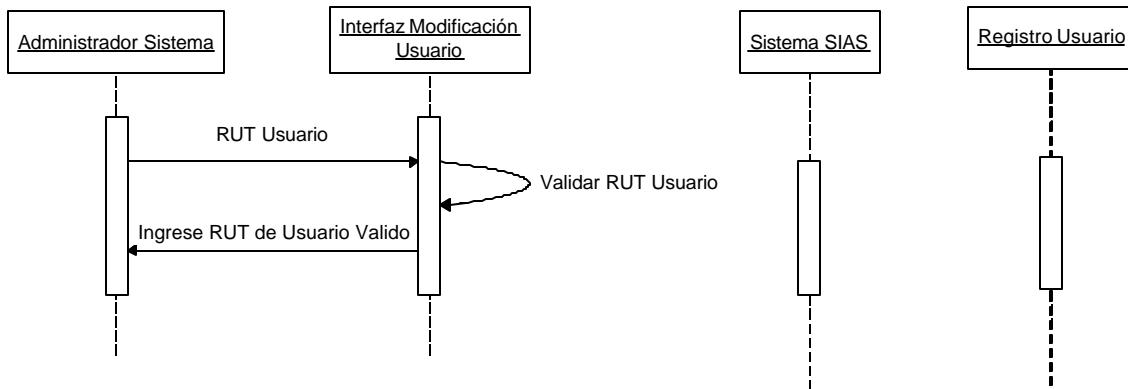 Administrador Sistema
Interfaz Modificación
Usuario
Sistema SIAS
Registro Usuario
RUT Usuario
Validar RUT Usuario
Ingrese RUT de Usuario Valido